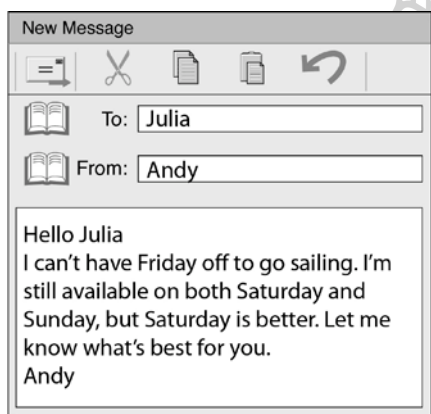 New Message
To: Julia
From: Andy
Hello Julia
I can't have Friday off to go sailing. I'm
still available on both Saturday and
Sunday, but Saturday is better. Let me
know what's best for you.
Andy